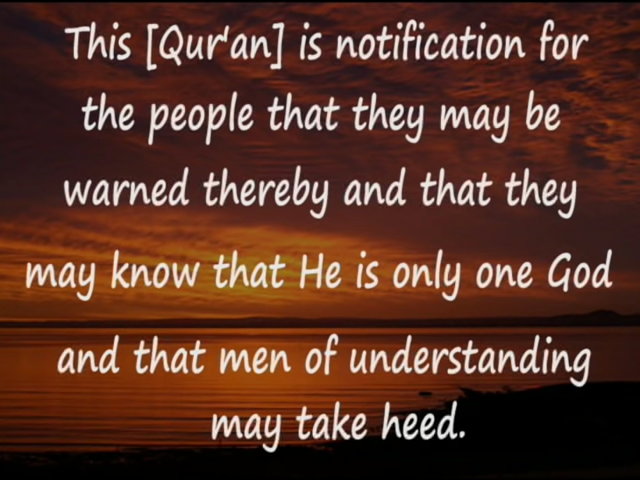 This [Qur'an] is notification for
the people that they may be
warned thereby and that they
may know that He is only one God
and that men of understanding
may take heed.